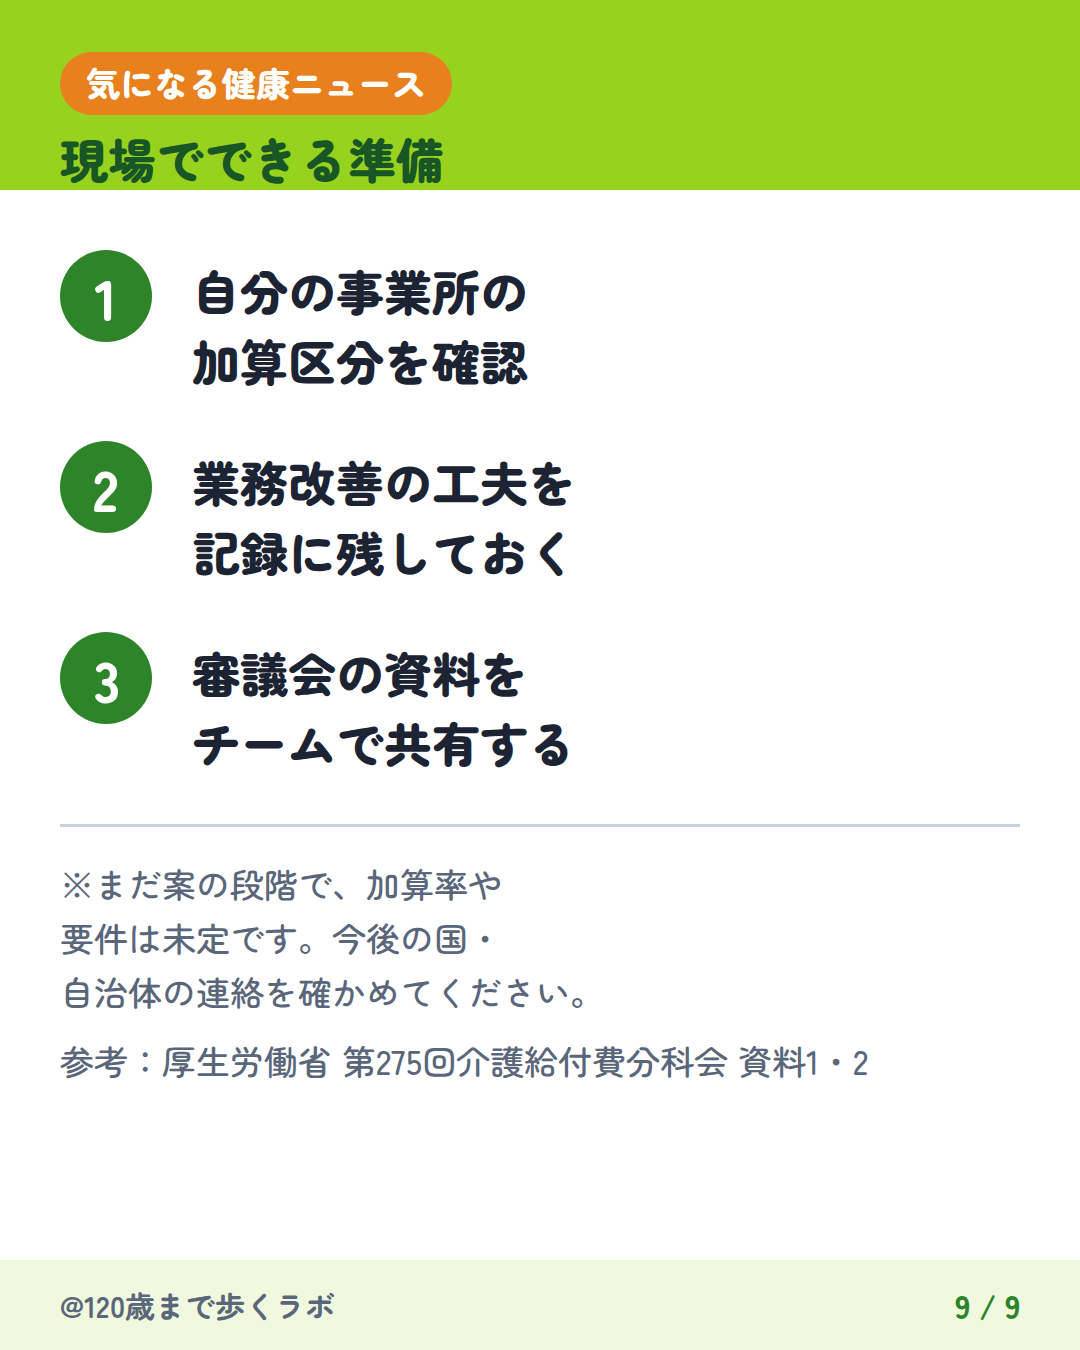 気になる健康ニュース
現場でできる準備
1
自分の事業所の
加算区分を確認
2
業務改善の工夫を
記録に残しておく
3
審議会の資料を
チームで共有する
※まだ案の段階で、加算率や
要件は未定です。今後の国・
自治体の連絡を確かめてください。
参考：厚生労働省 第275回介護給付費分科会 資料1・2
@120歳まで歩くラボ
9 / 9